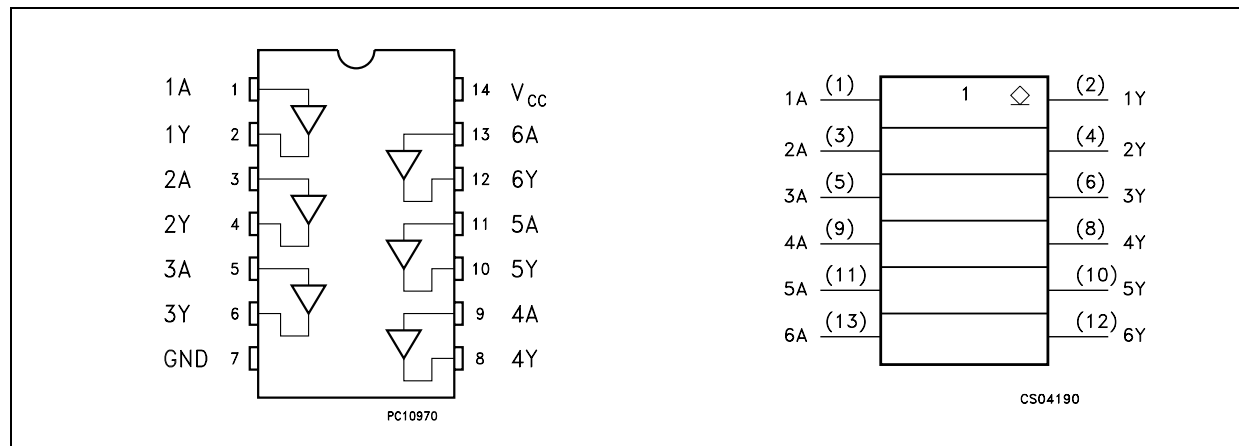 1A 1 14 VCC
1Y 2 13 6A
2A 3 12 6Y
2Y 4 11 5A
3A 5 10 5Y
3Y 6 9 4A
GND 7 8 4Y
PC10970
1 ◇
1A (1) (2) 1Y
2A (3) (4) 2Y
3A (5) (6) 3Y
4A (9) (8) 4Y
5A (11) (10) 5Y
6A (13) (12) 6Y
CS04190